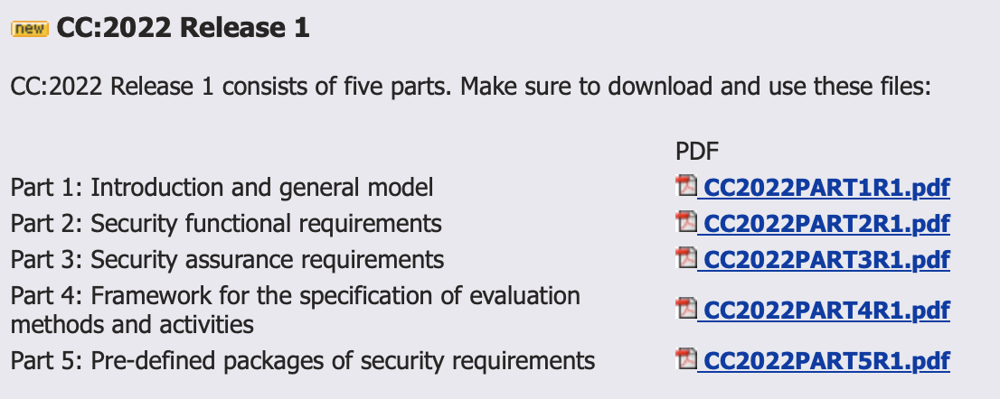 new CC:2022 Release 1
CC:2022 Release 1 consists of five parts. Make sure to download and use these files:
PDF
Part 1: Introduction and general model CC2022PART1R1.pdf
Part 2: Security functional requirements CC2022PART2R1.pdf
Part 3: Security assurance requirements CC2022PART3R1.pdf
Part 4: Framework for the specification of evaluation
methods and activities CC2022PART4R1.pdf
Part 5: Pre-defined packages of security requirements CC2022PART5R1.pdf